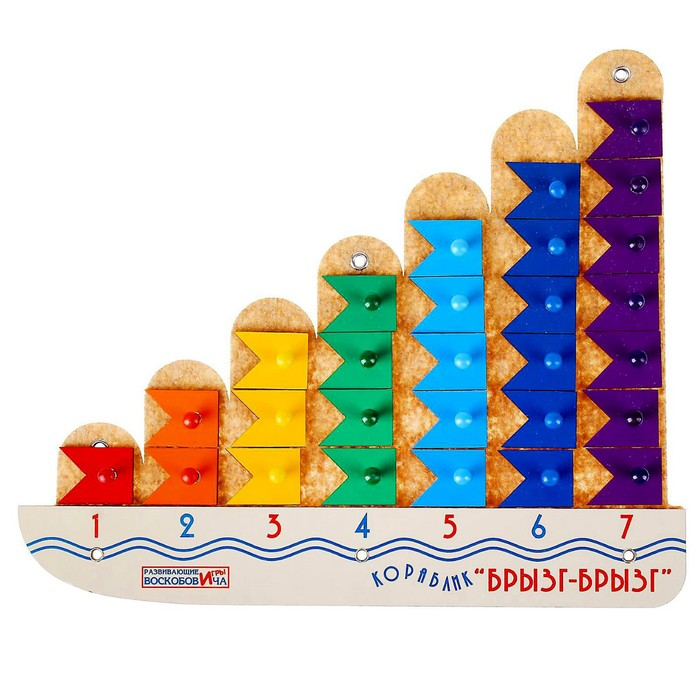 1 2 3 4 5 6 7
РАЗВИВАЮЩИЕ ИГРЫ
ВОСКОБОВИЧА
КОРАБЛИК "БРЫЗГ-БРЫЗГ"